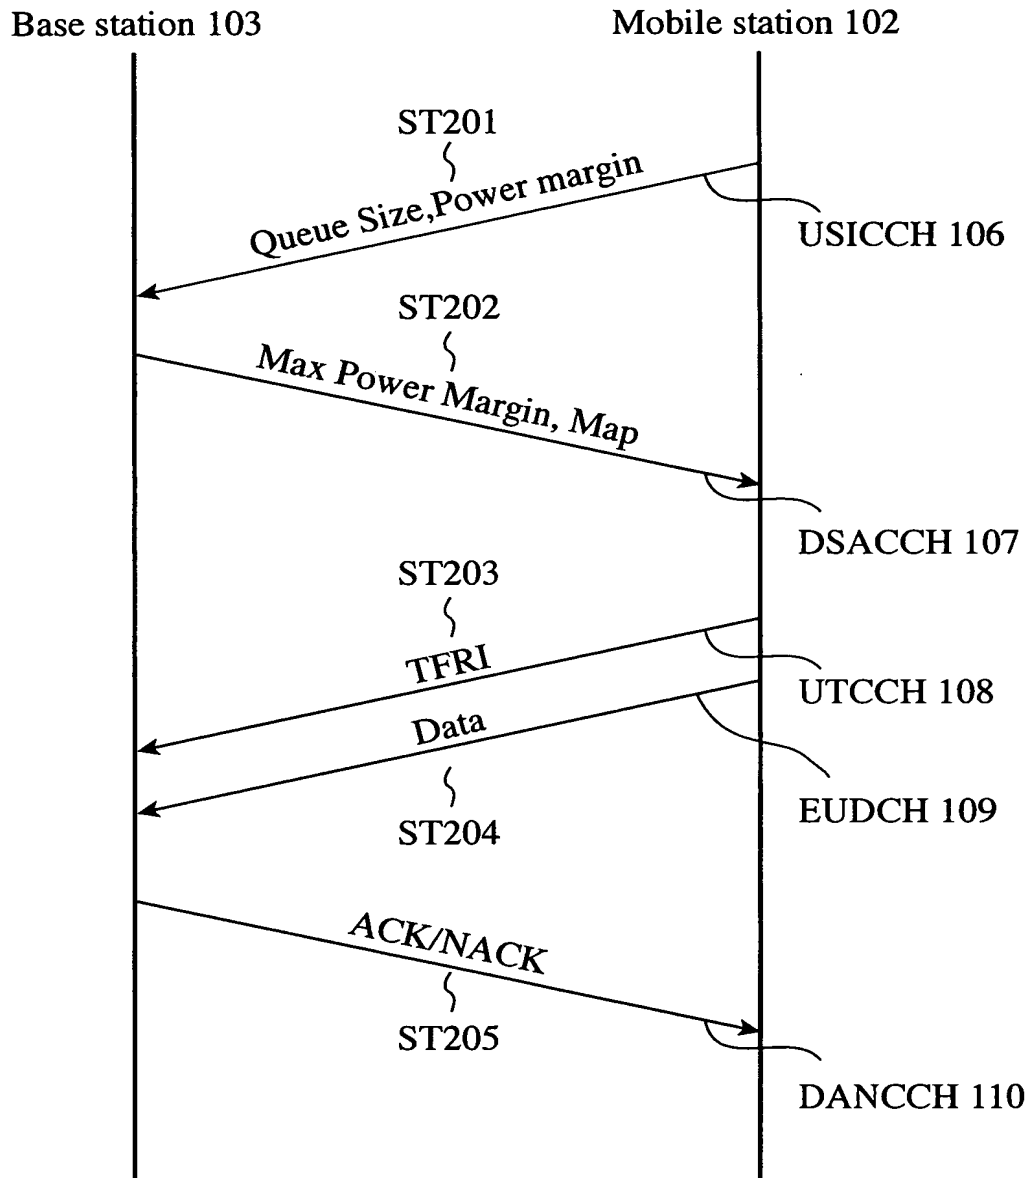 Base station 103
Mobile station 102
ST201
Queue Size,Power margin
USICCH 106
ST202
Max Power Margin, Map
DSACCH 107
ST203
TFRI
UTCCH 108
Data
EUDCH 109
ST204
ACK/NACK
ST205
DANCCH 110